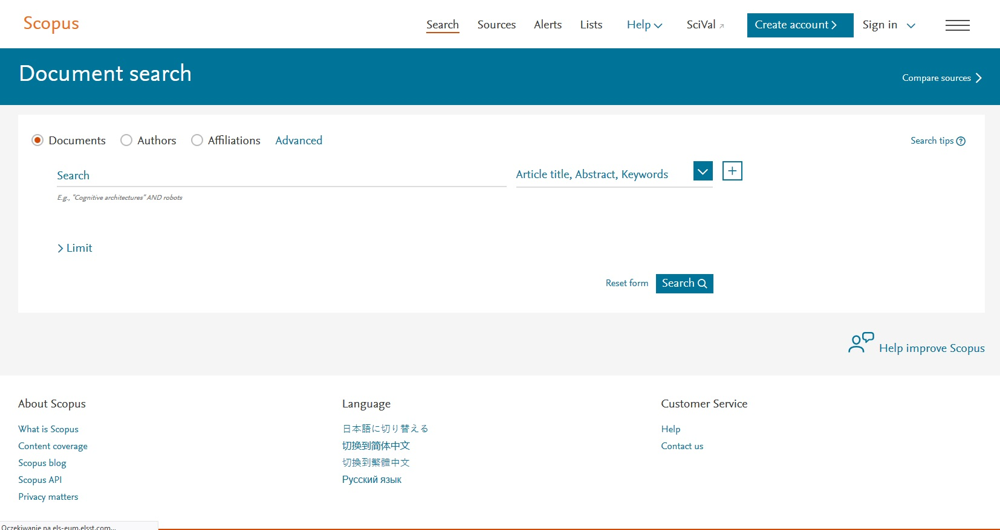 Scopus
Search Sources Alerts Lists Help SciVal Create account Sign in
Document search
Compare sources
Documents Authors Affiliations Advanced
Search tips
Search
Article title, Abstract, Keywords
E.g., "Cognitive architectures" AND robots
Limit
Reset form Search
Help improve Scopus
About Scopus
What is Scopus
Content coverage
Scopus blog
Scopus API
Privacy matters
Language
日本語に切り替える
切换到简体中文
切換到繁體中文
Русский язык
Customer Service
Help
Contact us
Oczekiwanie na els-eum.elsst.com...